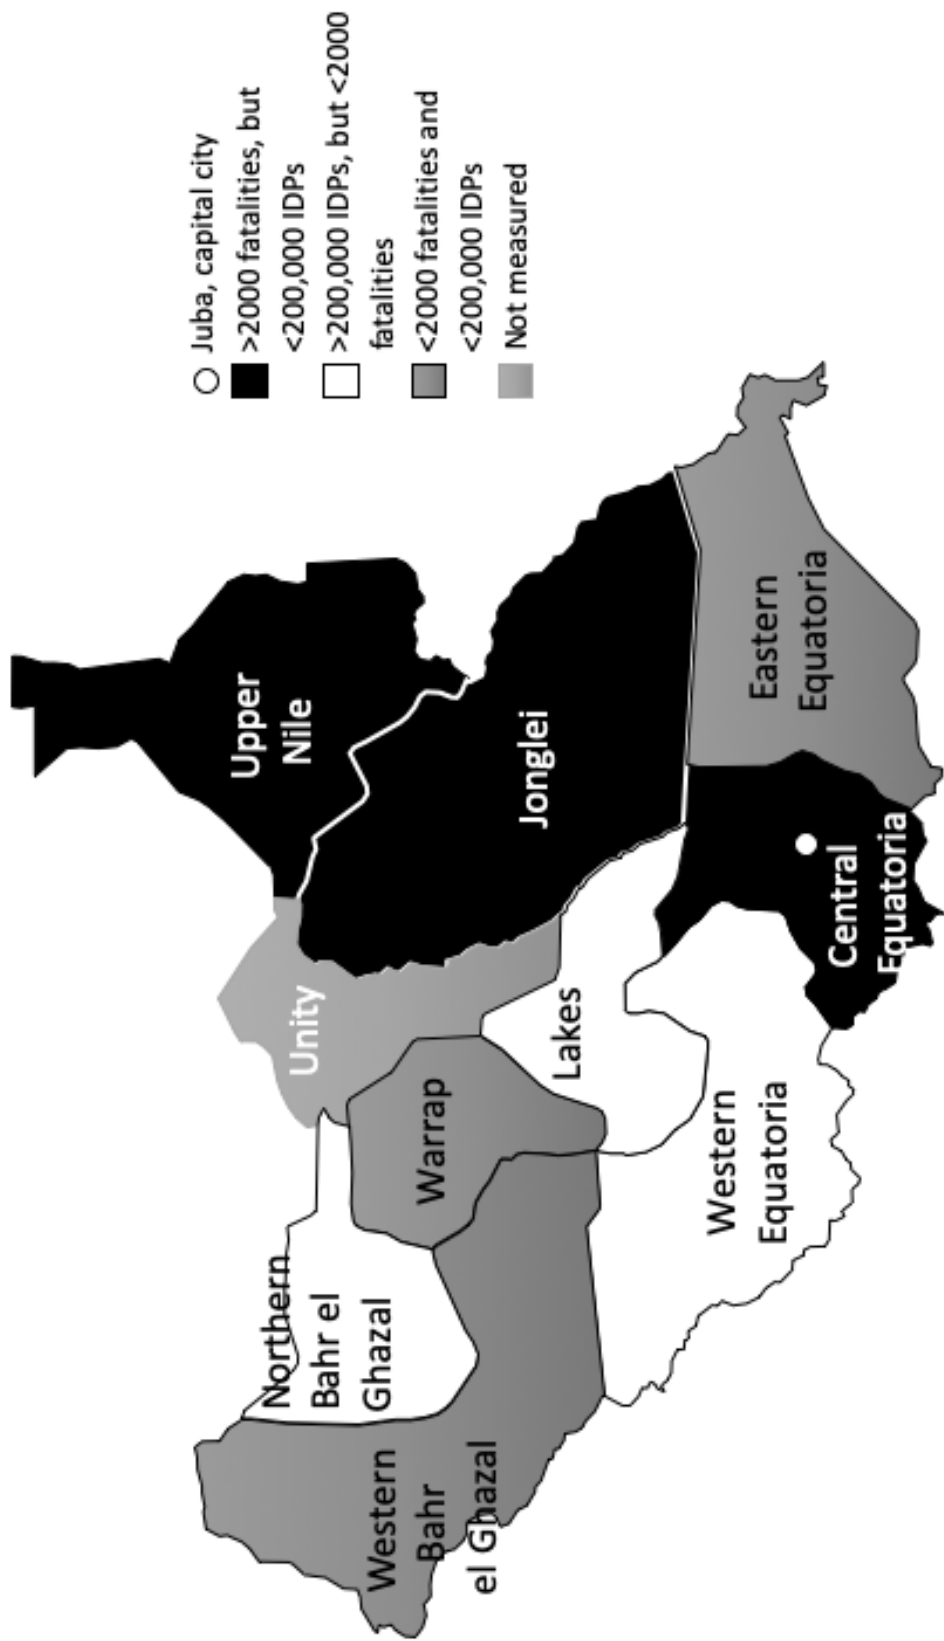 Juba, capital city
>2000 fatalities, but
<200,000 IDPs
>200,000 IDPs, but <2000
fatalities
<2000 fatalities and
<200,000 IDPs
Not measured
Upper
Nile
Unity
Northern
Bahr el
Ghazal
Western
Bahr
el Ghazal
Warrap
Jonglei
Lakes
Western
Equatoria
Eastern
Equatoria
Central
Equatoria